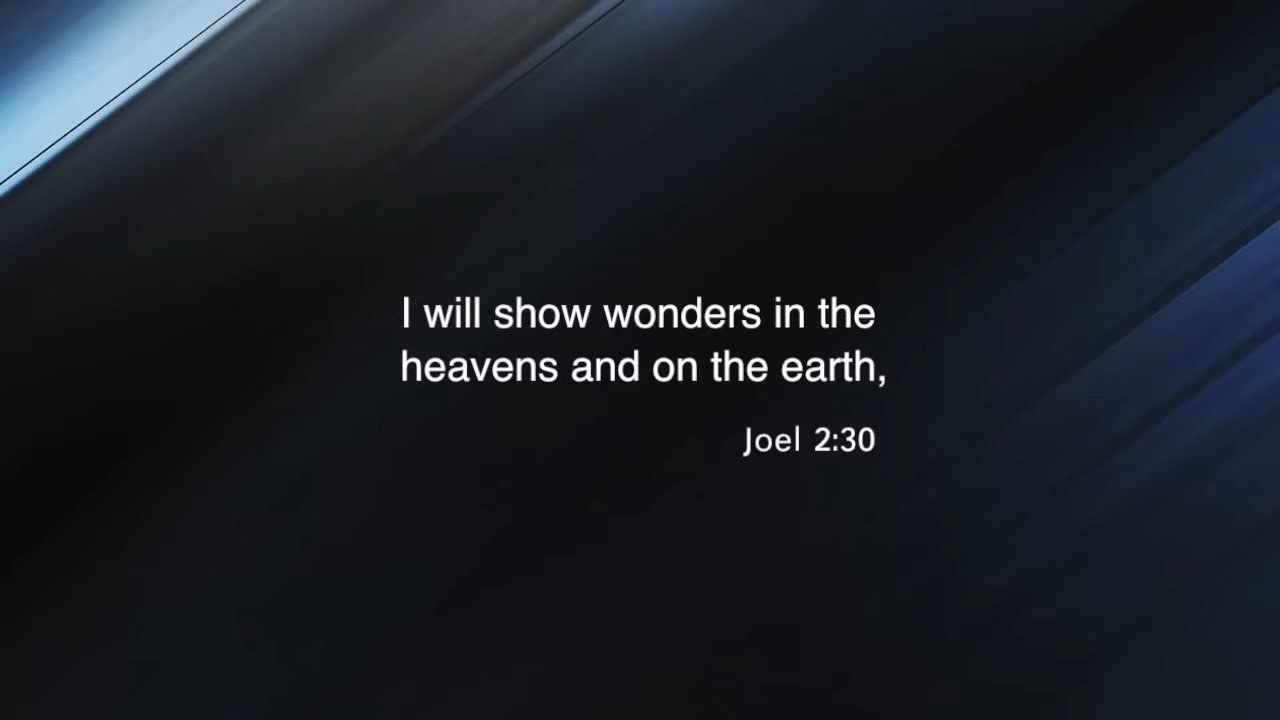 I will show wonders in the
heavens and on the earth,
Joel 2:30